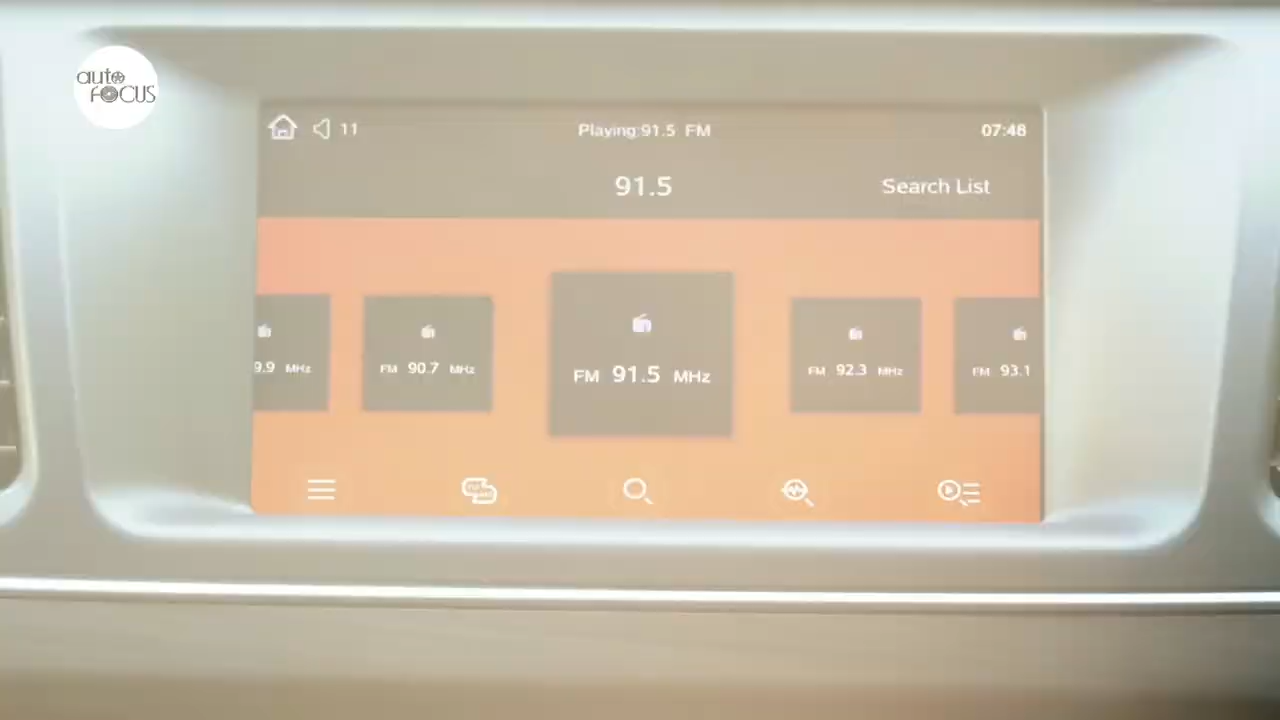 auto
FOCUS
11
Playing:91.5 FM
07:46
91.5
Search List
9.9 MHz
FM 90.7 MHz
FM 91.5 MHz
FM 92.3 MHz
FM 93.1